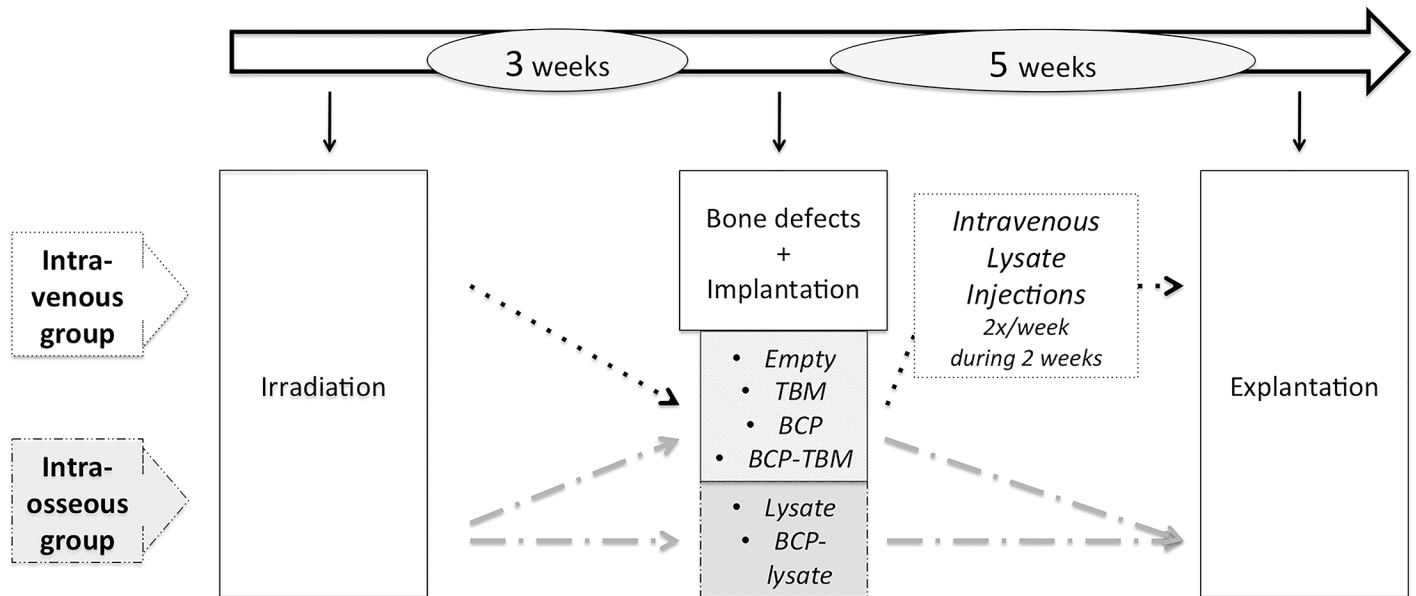 3 weeks
5 weeks
Intra-
venous
group
Intra-
osseous
group
Irradiation
Bone defects
+
Implantation
• Empty
• TBM
• BCP
• BCP-TBM
• Lysate
• BCP-
lysate
Intravenous
Lysate
Injections
2x/week
during 2 weeks
Explantation